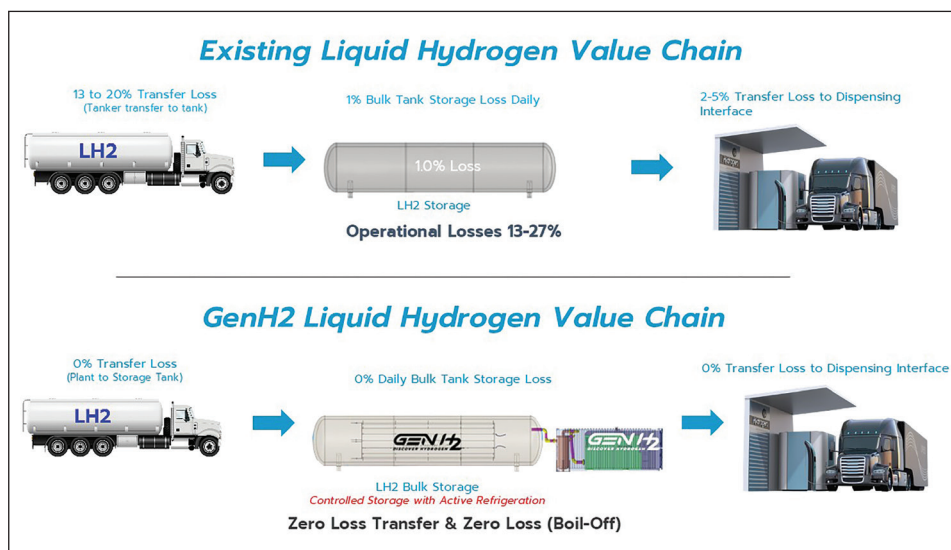 Existing Liquid Hydrogen Value Chain
13 to 20% Transfer Loss
(Tanker transfer to tank)
1% Bulk Tank Storage Loss Daily
2-5% Transfer Loss to Dispensing
Interface
LH2
1.0% Loss
LH2 Storage
Operational Losses 13-27%
GenH2 Liquid Hydrogen Value Chain
0% Transfer Loss
(Plant to Storage Tank)
0% Daily Bulk Tank Storage Loss
0% Transfer Loss to Dispensing Interface
LH2
GEN H2
DISCOVER HYDROGEN
GEN H2
DISCOVER HYDROGEN
LH2 Bulk Storage
Controlled Storage with Active Refrigeration
Zero Loss Transfer & Zero Loss (Boil-Off)